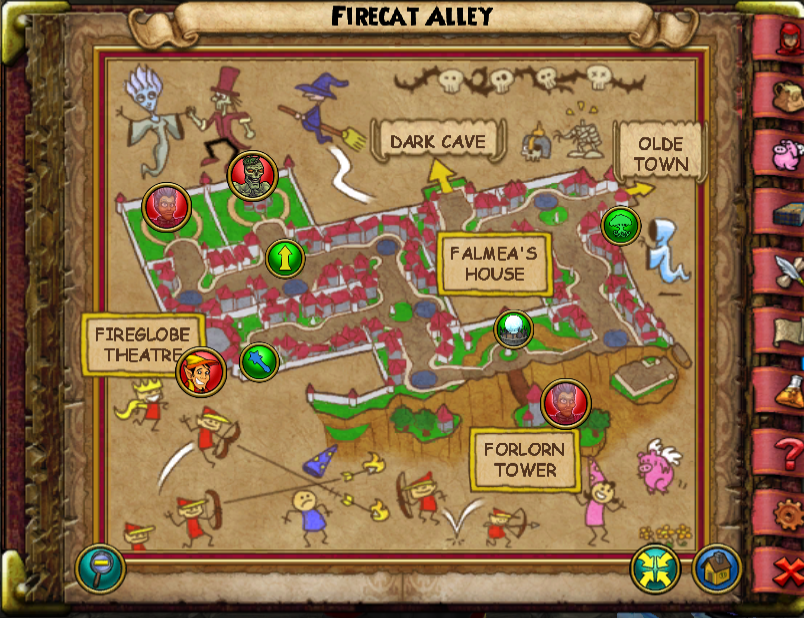 FIRECAT ALLEY
DARK CAVE
OLDE
TOWN
FALMEA'S
HOUSE
FIREGLOBE
THEATRE
FORLORN
TOWER
?